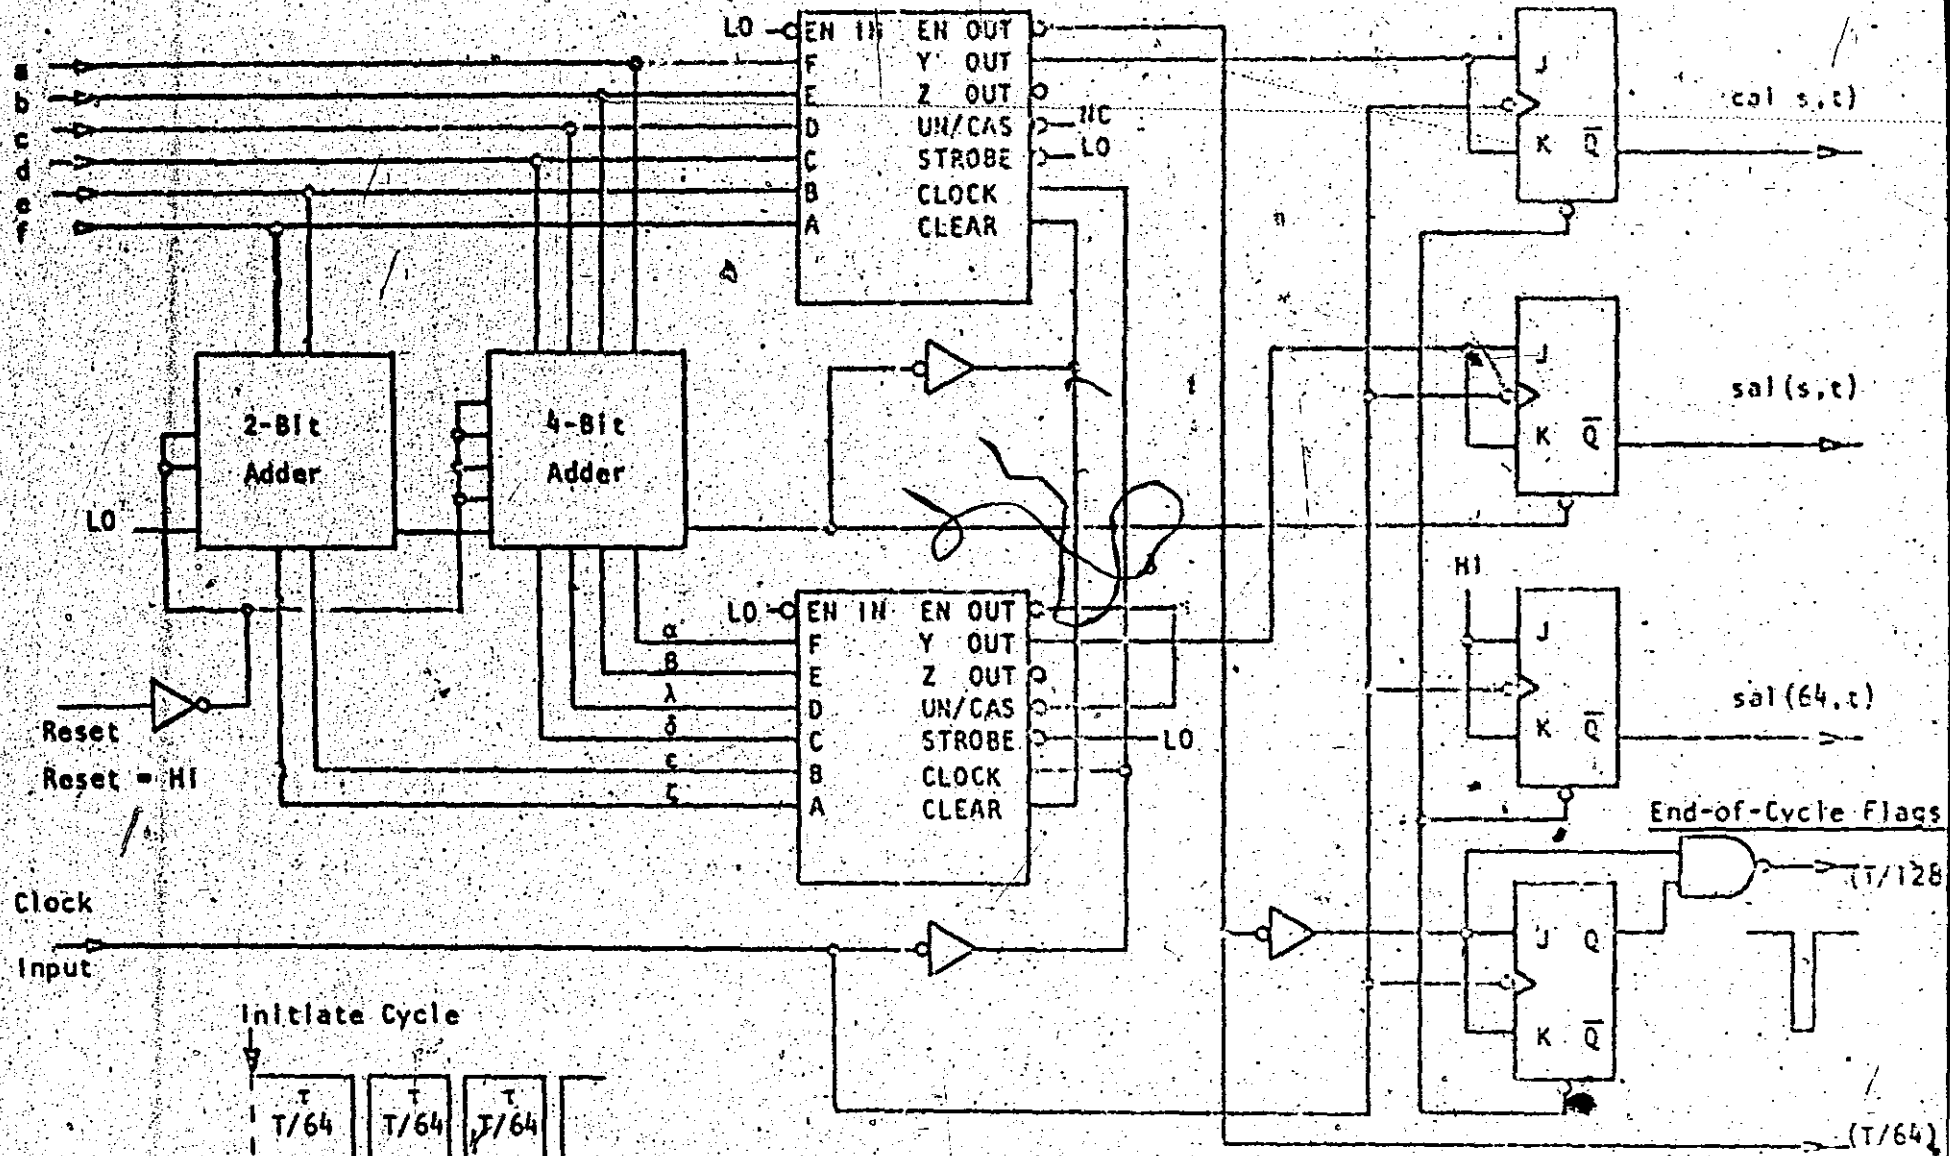 LO
EN IN EN OUT
a
F Y OUT
b
E Z OUT
c
D UN/CAS NC
d
C STROBE LO
e
B CLOCK
f
A CLEAR
J
K Q̅
cal s,t)
2-Bit
Adder
4-Bit
Adder
LO
J
K Q̅
sal(s,t)
LO
EN IN EN OUT
α
F Y OUT
β
E Z OUT
λ
D UN/CAS
δ
C STROBE LO
ε
B CLOCK
ζ
A CLEAR
Reset
Reset = HI
HI
J
K Q̅
sal(64,t)
End-of-Cycle Flags
(T/128
Clock
Input
J Q
K Q̅
Initiate Cycle
τ τ τ
T/64 T/64 T/64
(T/64)